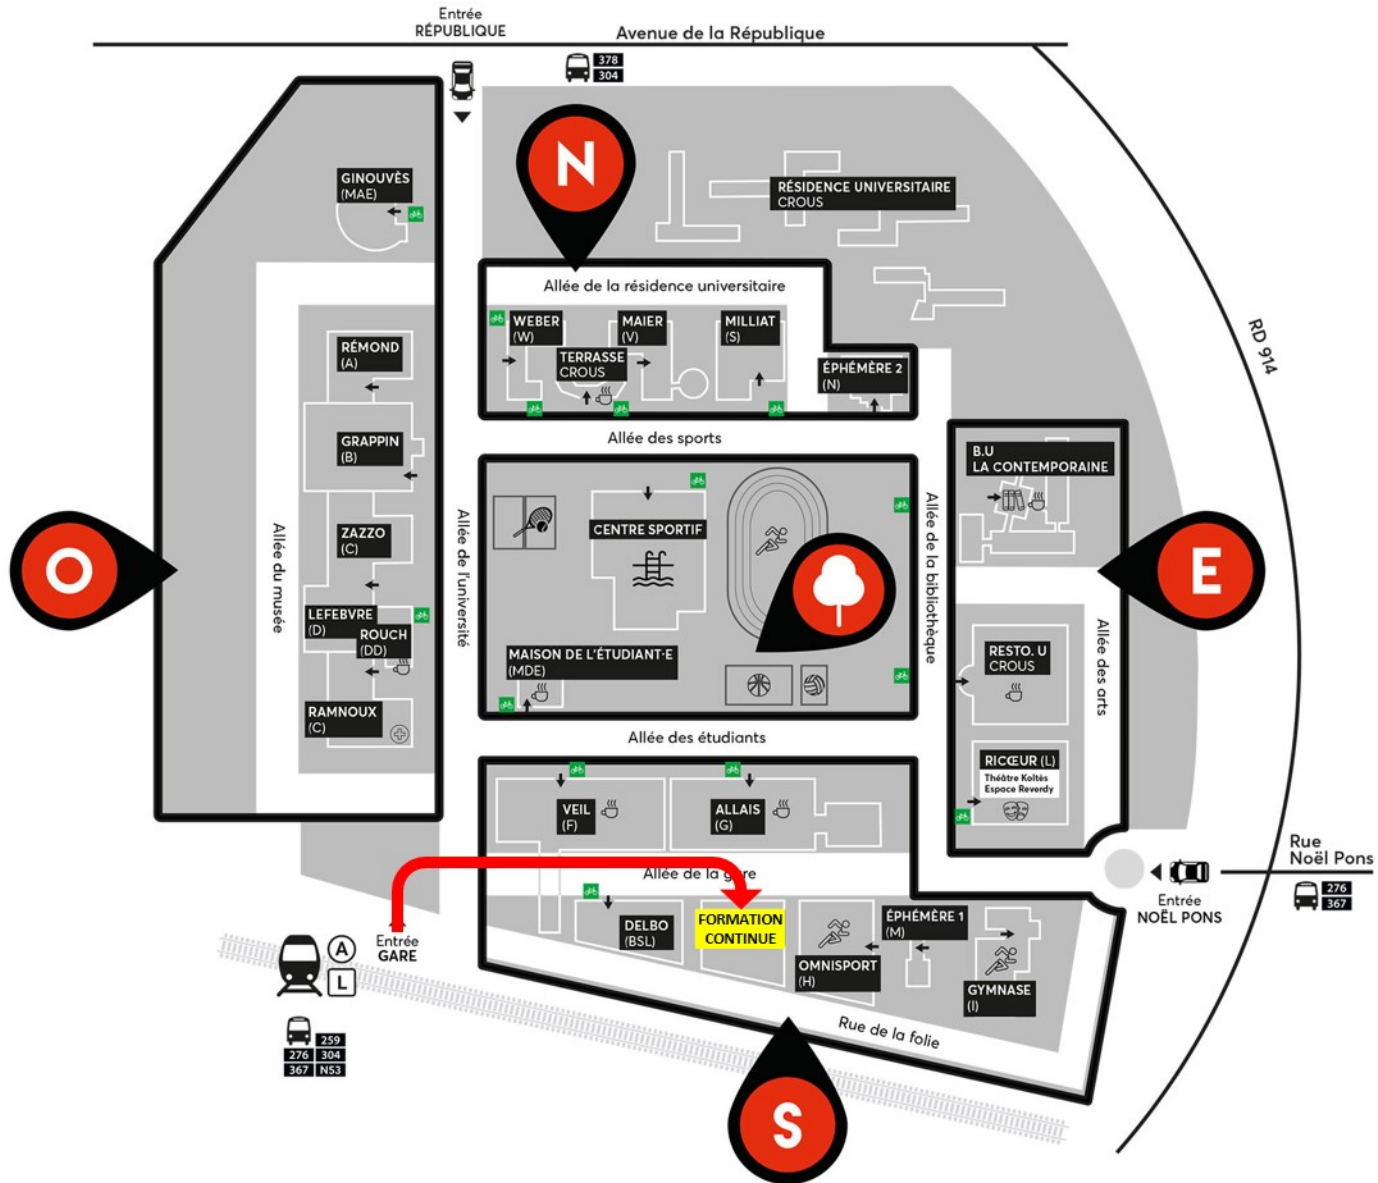 Entrée
RÉPUBLIQUE
Avenue de la République
378
304
N
GINOUVÈS
(MAE)
RÉSIDENCE UNIVERSITAIRE
CROUS
Allée de la résidence universitaire
WEBER
(W)
MAIER
(V)
MILLIAT
(S)
TERRASSE
CROUS
ÉPHÉMÈRE 2
(N)
RÉMOND
(A)
RD 914
Allée des sports
GRAPPIN
(B)
B.U
LA CONTEMPORAINE
ZAZZO
(C)
CENTRE SPORTIF
O
E
Allée du musée
Allée de l'université
Allée de la bibliothèque
Allée des arts
LEFEBVRE
(D)
ROUCH
(DD)
MAISON DE L'ÉTUDIANT·E
(MDE)
RESTO. U
CROUS
RAMNOUX
(C)
Allée des étudiants
RICŒUR (L)
Théâtre Koltès
Espace Reverdy
VEIL
(F)
ALLAIS
(G)
Rue
Noël Pons
276
367
Entrée
NOËL PONS
Allée de la gare
DELBO
(BSL)
FORMATION
CONTINUE
ÉPHÉMÈRE 1
(M)
OMNISPORT
(H)
GYMNASE
(I)
Entrée
GARE
A
L
Rue de la folie
259
276 304
367 N53
S